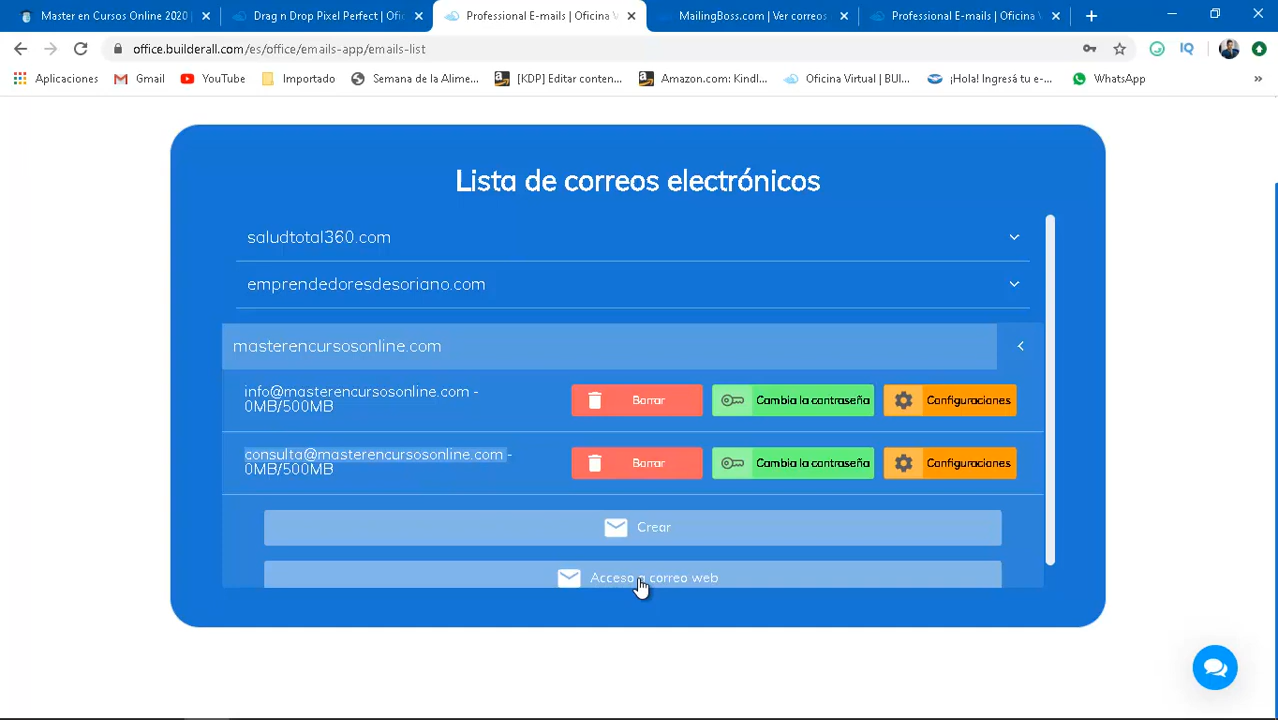 Master en Cursos Online 2020
Drag n Drop Pixel Perfect | Ofic
Professional E-mails | Oficina V
MailingBoss.com | Ver correos
Professional E-mails | Oficina V
office.builderall.com/es/office/emails-app/emails-list
Aplicaciones
Gmail
YouTube
Importado
Semana de la Alime...
[KDP] Editar conten...
Amazon.com: Kindl...
Oficina Virtual | BUI...
¡Hola! Ingresá tu e-...
WhatsApp
»
Lista de correos electrónicos
saludtotal360.com
emprendedoresdesoriano.com
masterencursosonline.com
info@masterencursosonline.com -
0MB/500MB
Borrar
Cambia la contraseña
Configuraciones
consulta@masterencursosonline.com -
0MB/500MB
Borrar
Cambia la contraseña
Configuraciones
Crear
Acceso a correo web